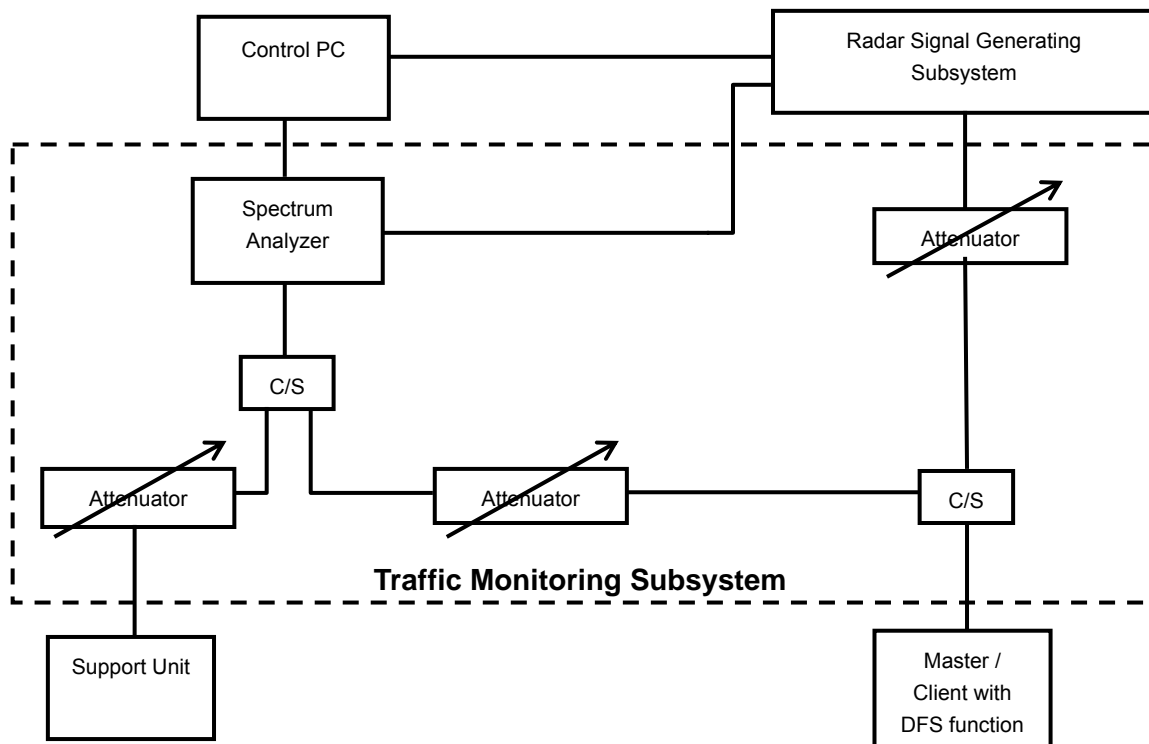 Control PC
Radar Signal Generating
Subsystem
Spectrum
Analyzer
Attenuator
C/S
Attenuator
Attenuator
C/S
Traffic Monitoring Subsystem
Support Unit
Master /
Client with
DFS function